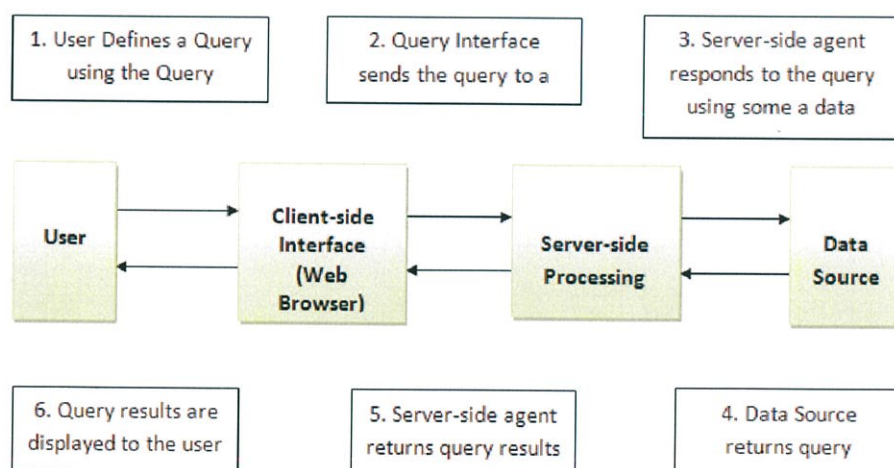 1. User Defines a Query
using the Query
2. Query Interface
sends the query to a
3. Server-side agent
responds to the query
using some a data
User
Client-side
Interface
(Web
Browser)
Server-side
Processing
Data
Source
6. Query results are
displayed to the user
5. Server-side agent
returns query results
4. Data Source
returns query